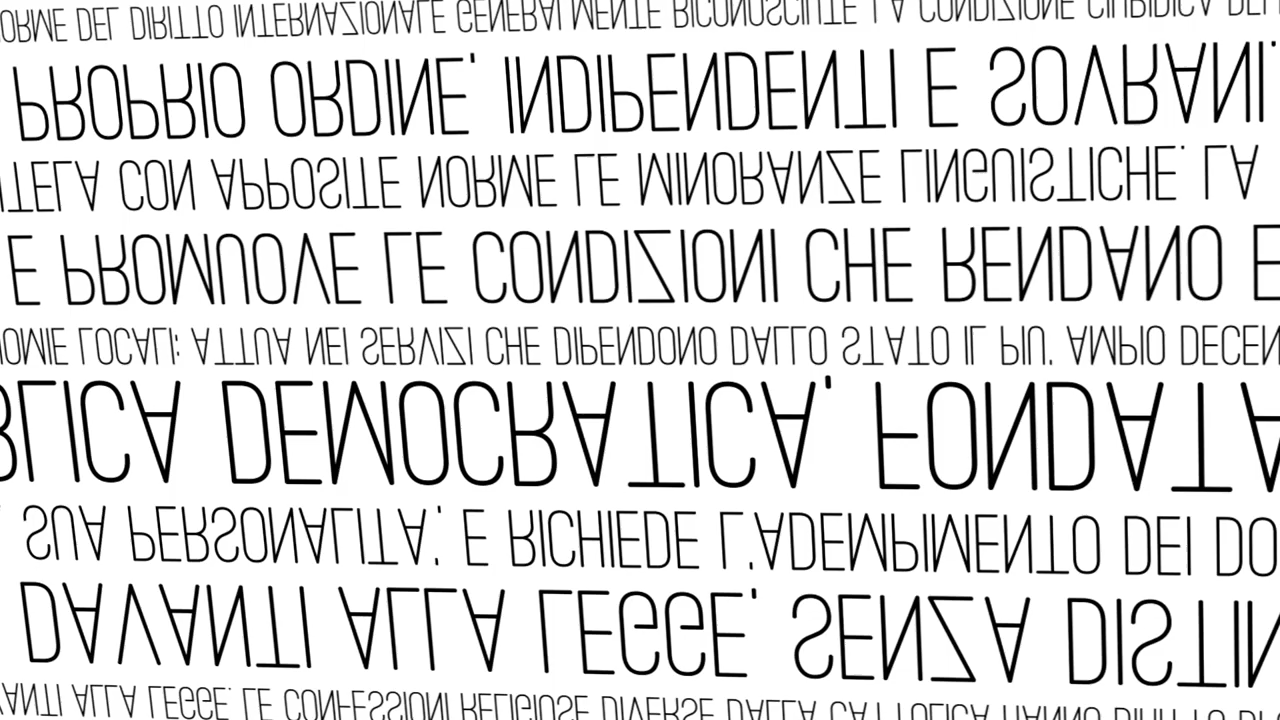 ORME DEL DIRITTO INTERNAZIONALE GENERALMENTE RICONOSCIUTE LA CONDIZIONE GIURIDICA DELL
PROPRIO ORDINE, INDIPENDENTI E SOVRANI.
UTELA CON APPOSITE NORME LE MINORANZE LINGUISTICHE. LA
E PROMUOVE LE CONDIZIONI CHE RENDANO E
NOMIE LOCALI; ATTUA NEI SERVIZI CHE DIPENDONO DALLO STATO IL PIU' AMPIO DECEN
BLICA DEMOCRATICA, FONDATA
SUA PERSONALITA', E RICHIEDE L'ADEMPIMENTO DEI DO
DAVANTI ALLA LEGGE, SENZA DISTIN
VANTI ALLA LEGGE. LE CONFESSIONI RELIGIOSE DIVERSE DALLA CATTOLICA HANNO DIRITTO DI